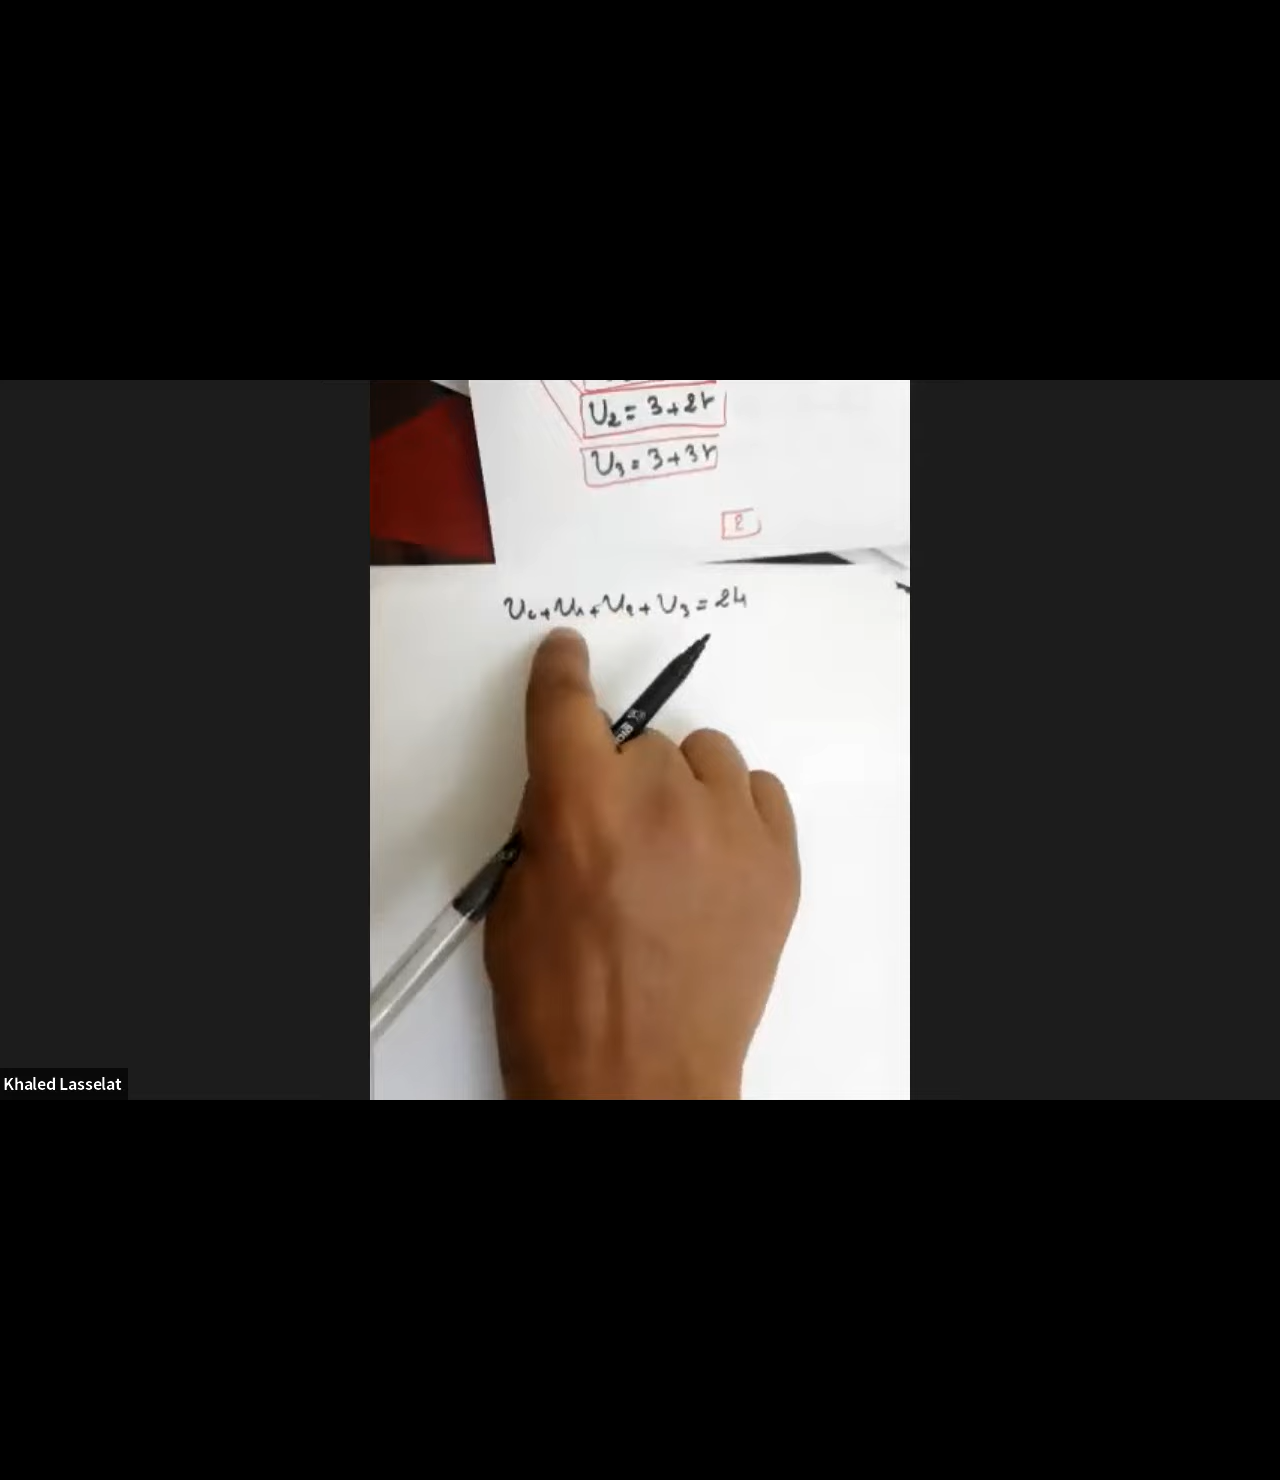 U₂ = 3+2r
U₃ = 3+3r
2
U₀+U₁+U₂+U₃ = 24
Khaled Lasselat